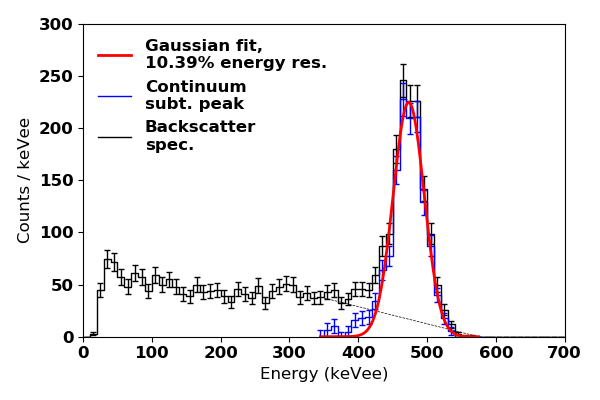 300
250
200
150
100
50
0
Counts / keVee
Gaussian fit,
10.39% energy res.
Continuum
subt. peak
Backscatter
spec.
0 100 200 300 400 500 600 700
Energy (keVee)